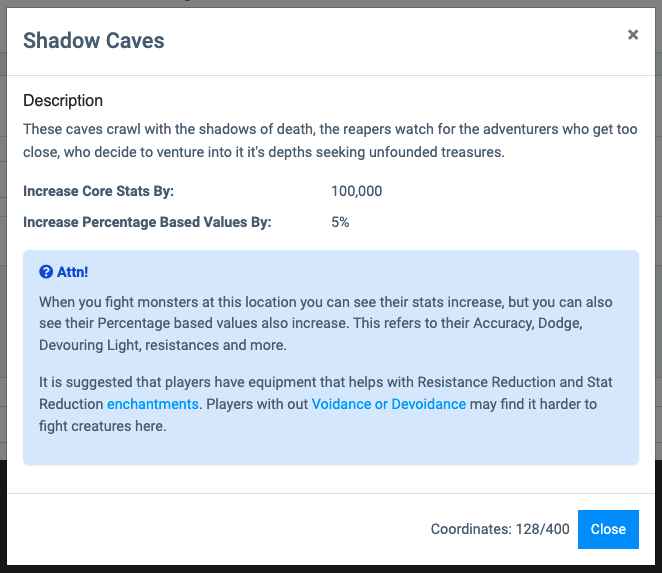 Shadow Caves
×
Description
These caves crawl with the shadows of death, the reapers watch for the adventurers who get too
close, who decide to venture into it it's depths seeking unfounded treasures.
Increase Core Stats By: 100,000
Increase Percentage Based Values By: 5%
Attn!
When you fight monsters at this location you can see their stats increase, but you can also
see their Percentage based values also increase. This refers to their Accuracy, Dodge,
Devouring Light, resistances and more.
It is suggested that players have equipment that helps with Resistance Reduction and Stat
Reduction enchantments. Players with out Voidance or Devoidance may find it harder to
fight creatures here.
Coordinates: 128/400 Close